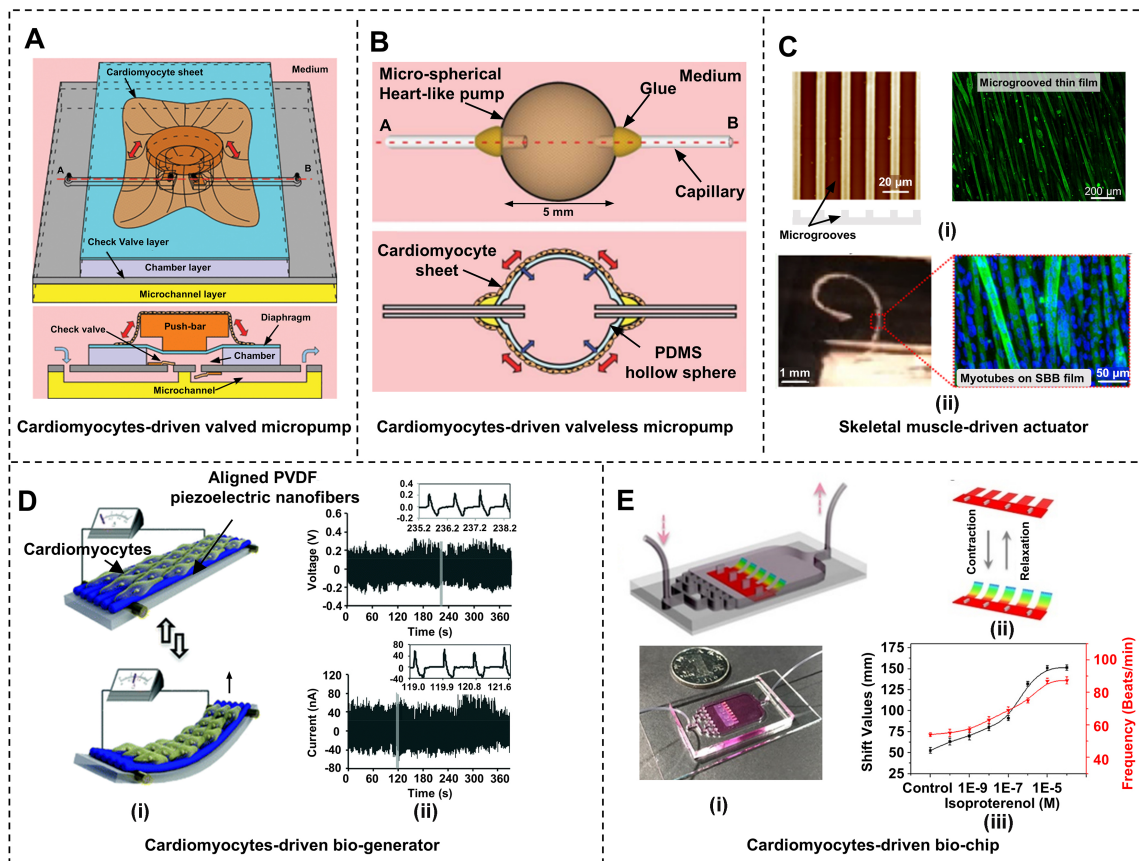 A
Cardiomyocyte sheet
Medium
A
B
Check Valve layer
Chamber layer
Microchannel layer
Push-bar
Diaphragm
Check valve
Chamber
Microchannel
Cardiomyocytes-driven valved micropump
B
Micro-spherical
Heart-like pump
Medium
Glue
A
B
Capillary
5 mm
Cardiomyocyte
sheet
PDMS
hollow sphere
Cardiomyocytes-driven valveless micropump
C
Microgrooved thin film
20 µm
200 µm
Microgrooves
(i)
1 mm
Myotubes on SBB film
50 µm
(ii)
Skeletal muscle-driven actuator
D
Aligned PVDF
piezoelectric nanofibers
Cardiomyocytes
(i)
0.6
0.3
0.0
-0.2
235.2 236.2 237.2 238.2
Voltage (V)
0.4
0.2
0.0
-0.2
-0.4
0 60 120 180 240 300 360
Time (s)
80
40
0
-40
119.0 119.9 120.8 121.6
Current (nA)
120
80
40
0
-40
-80
0 60 120 180 240 300 360
Time (s)
(ii)
Cardiomyocytes-driven bio-generator
E
(i)
Contraction
Relaxation
(ii)
Shift Values (mm)
175
150
125
100
75
50
25
Frequency (Beats/min)
100
80
60
40
Control 1E-9 1E-7 1E-5
Isoproterenol (M)
(iii)
Cardiomyocytes-driven bio-chip